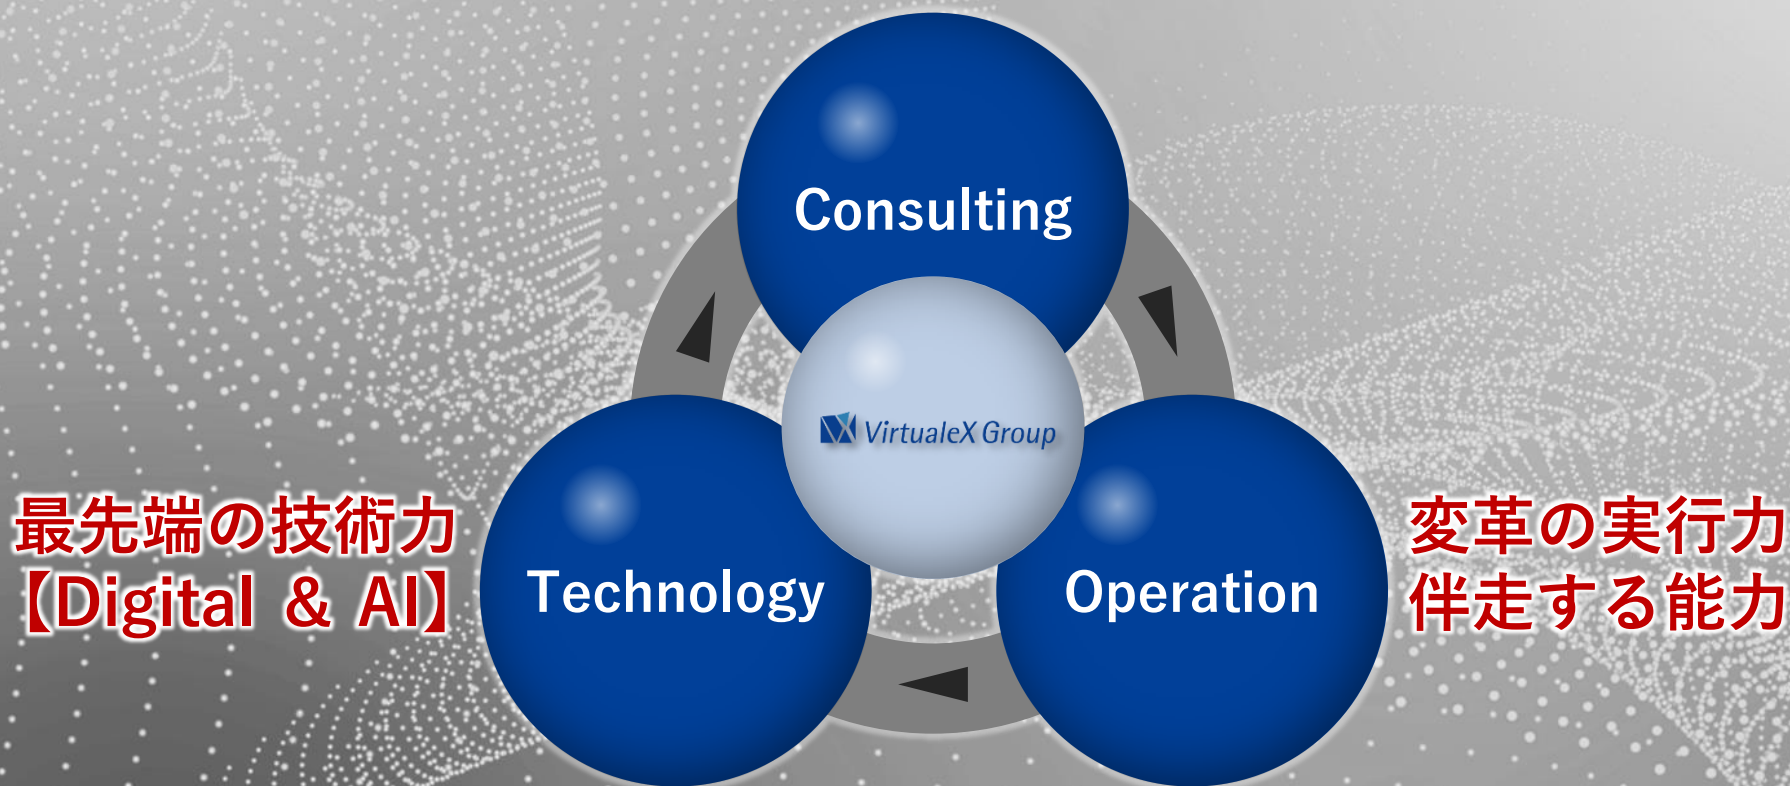 Consulting
VirtualeX Group
最先端の技術力
【Digital & AI】
Technology
Operation
変革の実行力
伴走する能力